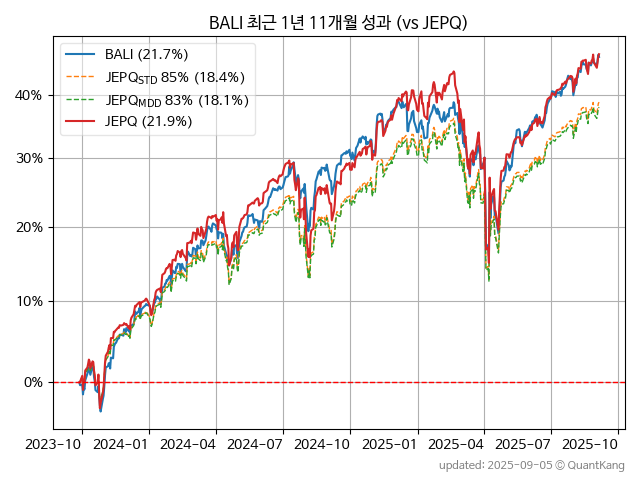 BALI 최근 1년 11개월 성과 (vs JEPQ)
BALI (21.7%)
JEPQSTD 85% (18.4%)
JEPQMDD 83% (18.1%)
JEPQ (21.9%)
40%
30%
20%
10%
0%
2023-10 2024-01 2024-04 2024-07 2024-10 2025-01 2025-04 2025-07 2025-10
updated: 2025-09-05 © QuantKang